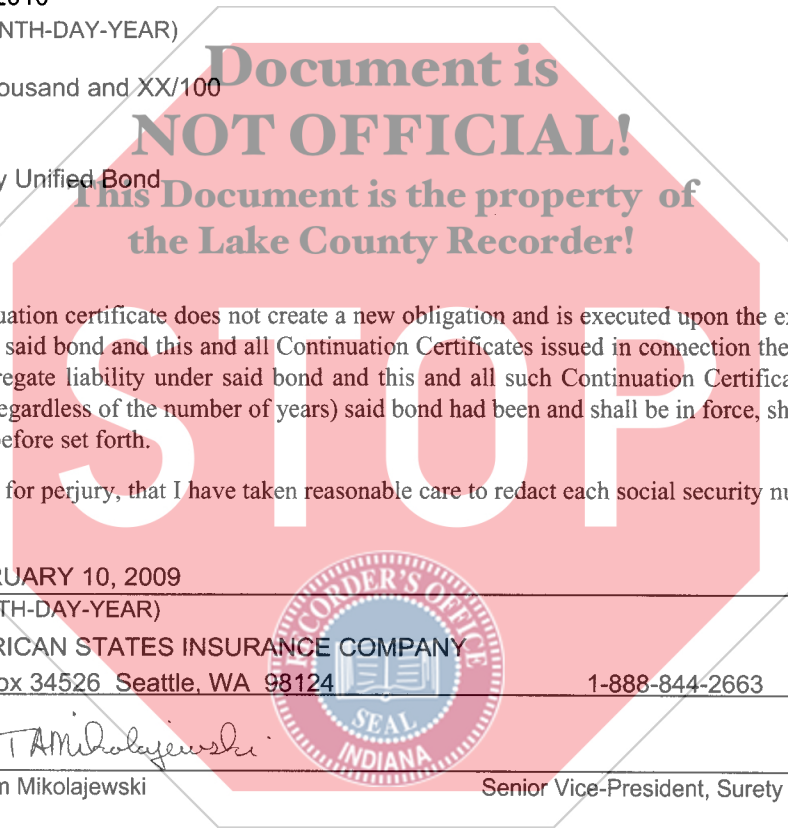 NTH-DAY-YEAR)
ousand and XX/100
Document is
NOT OFFICIAL!
y Unified Bond
This Document is the property of
the Lake County Recorder!
uation certificate does not create a new obligation and is executed upon the e
said bond and this and all Continuation Certificates issued in connection the
regate liability under said bond and this and all such Continuation Certifica
egardless of the number of years) said bond had been and shall be in force, sh
before set forth.
for perjury, that I have taken reasonable care to redact each social security nu
STOP
RUARY 10, 2009
TH-DAY-YEAR)
RICAN STATES INSURANCE COMPANY
ox 34526 Seattle, WA 98124 1-888-844-2663
RECORDER'S OFFICE
SEAL
INDIANA
TAMikolajewski
m Mikolajewski Senior Vice-President, Surety